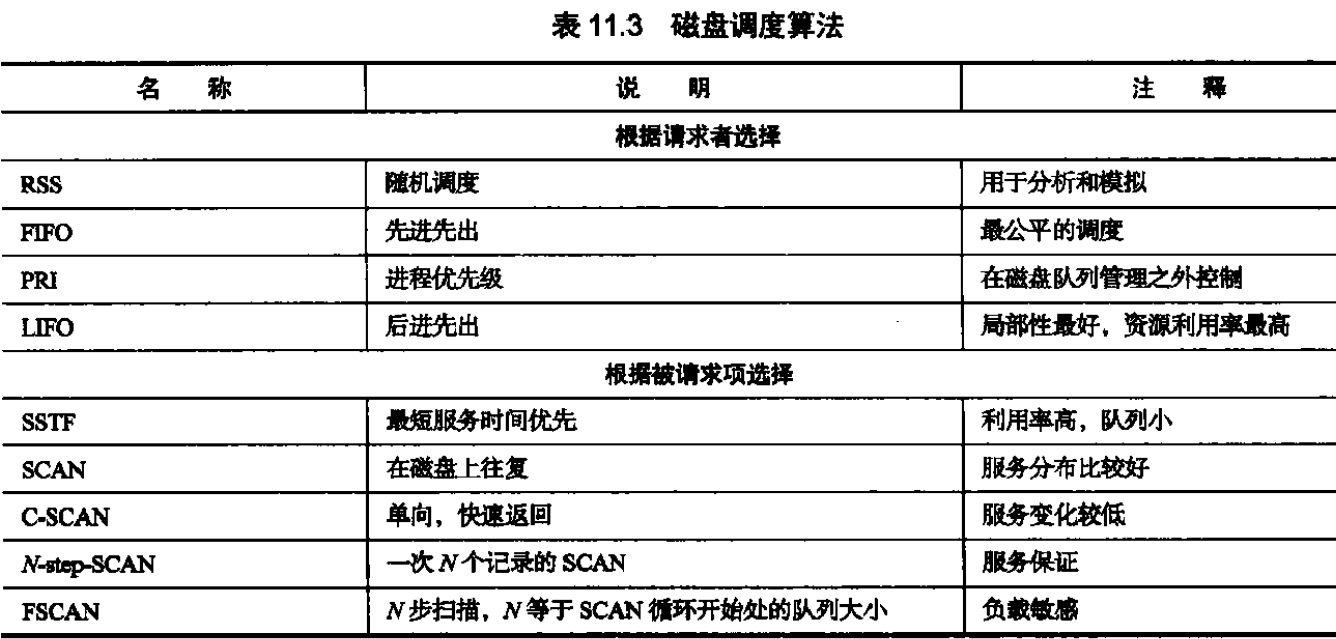 表 11.3 磁盘调度算法
名 称 说 明 注 释
根据请求者选择
RSS 随机调度 用于分析和模拟
FIFO 先进先出 最公平的调度
PRI 进程优先级 在磁盘队列管理之外控制
LIFO 后进先出 局部性最好，资源利用率最高
根据被请求项选择
SSTF 最短服务时间优先 利用率高，队列小
SCAN 在磁盘上往复 服务分布比较好
C-SCAN 单向，快速返回 服务变化较低
N-step-SCAN 一次 N 个记录的 SCAN 服务保证
FSCAN N 步扫描，N 等于 SCAN 循环开始处的队列大小 负载敏感